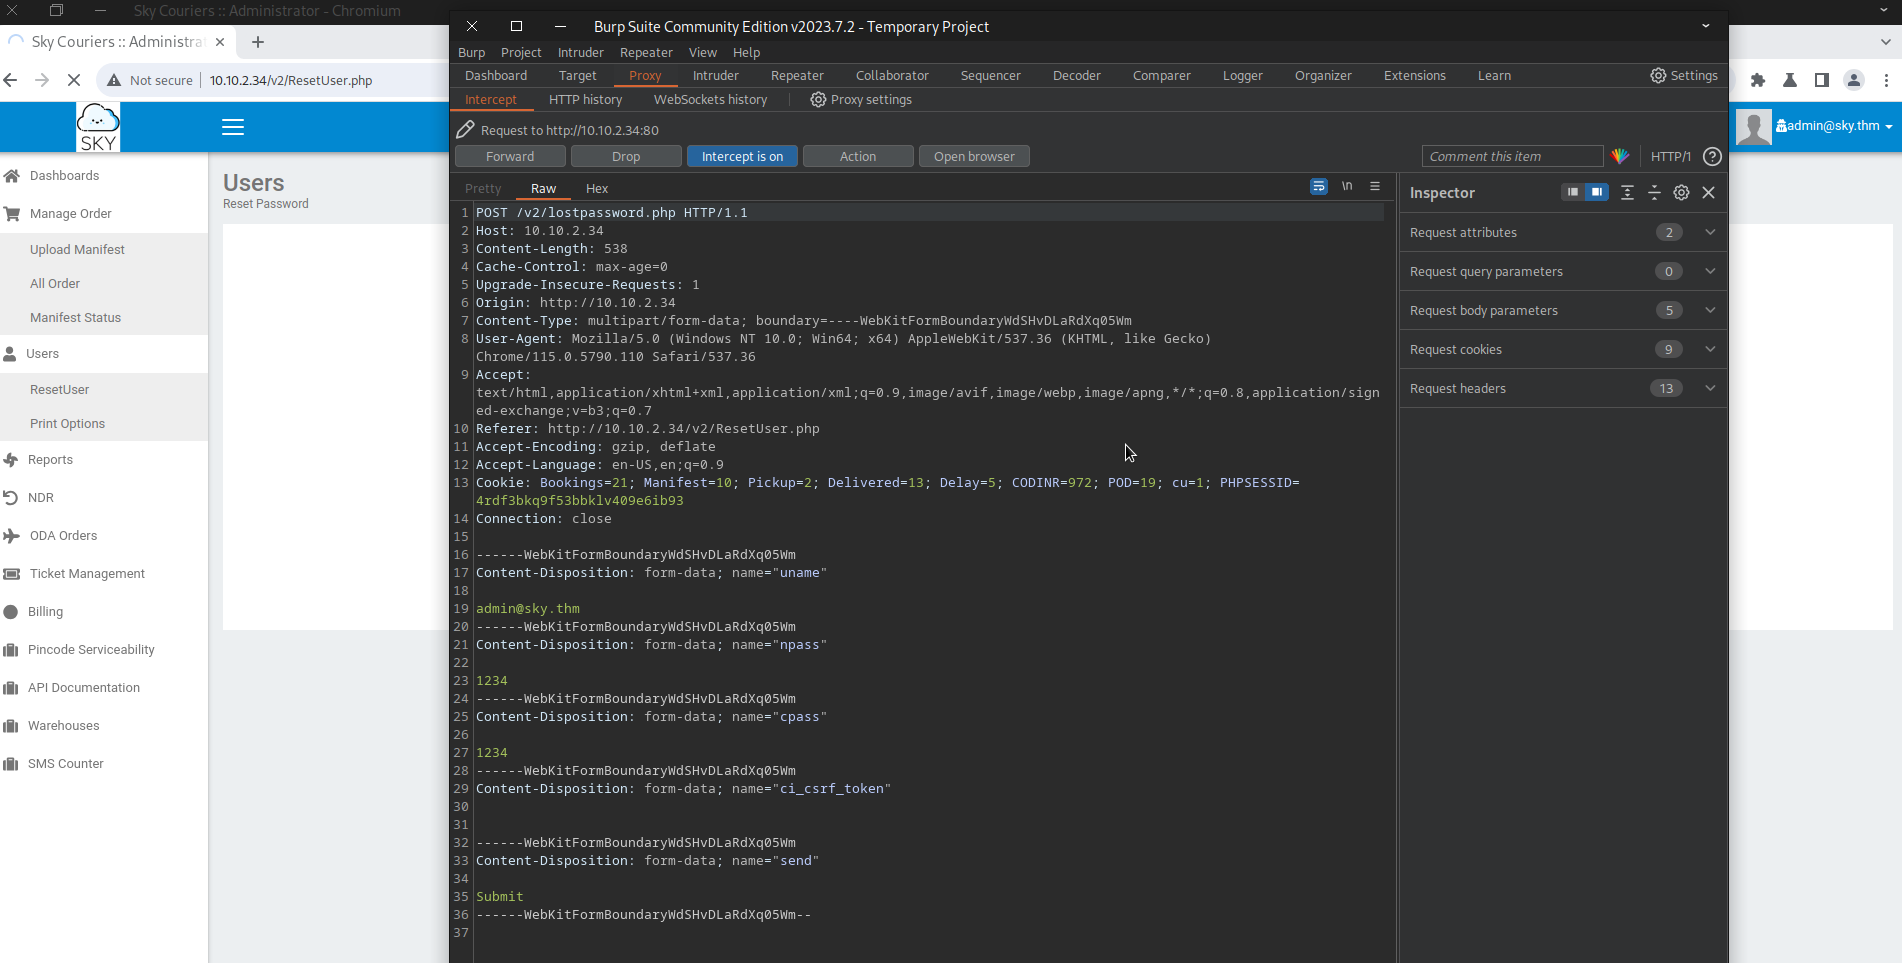 Sky Couriers :: Administrator - Chromium
Sky Couriers :: Administra
Not secure
10.10.2.34/v2/ResetUser.php
SKY
admin@sky.thm
Dashboards
Manage Order
Upload Manifest
All Order
Manifest Status
Users
ResetUser
Print Options
Reports
NDR
ODA Orders
Ticket Management
Billing
Pincode Serviceability
API Documentation
Warehouses
SMS Counter
Users
Reset Password
Burp Suite Community Edition v2023.7.2 - Temporary Project
Burp Project Intruder Repeater View Help
Dashboard Target Proxy Intruder Repeater Collaborator Sequencer Decoder Comparer Logger Organizer Extensions Learn Settings
Intercept HTTP history WebSockets history Proxy settings
Request to http://10.10.2.34:80
Forward Drop Intercept is on Action Open browser Comment this item HTTP/1 ?
Pretty Raw Hex \n
1 POST /v2/lostpassword.php HTTP/1.1
2 Host: 10.10.2.34
3 Content-Length: 538
4 Cache-Control: max-age=0
5 Upgrade-Insecure-Requests: 1
6 Origin: http://10.10.2.34
7 Content-Type: multipart/form-data; boundary=----WebKitFormBoundaryWdSHvDLaRdXq05Wm
8 User-Agent: Mozilla/5.0 (Windows NT 10.0; Win64; x64) AppleWebKit/537.36 (KHTML, like Gecko)
Chrome/115.0.5790.110 Safari/537.36
9 Accept:
text/html,application/xhtml+xml,application/xml;q=0.9,image/avif,image/webp,image/apng,*/*;q=0.8,application/sign
ed-exchange;v=b3;q=0.7
10 Referer: http://10.10.2.34/v2/ResetUser.php
11 Accept-Encoding: gzip, deflate
12 Accept-Language: en-US,en;q=0.9
13 Cookie: Bookings=21; Manifest=10; Pickup=2; Delivered=13; Delay=5; CODINR=972; POD=19; cu=1; PHPSESSID=
4rdf3bkq9f53bbklv409e6ib93
14 Connection: close
15
16 ------WebKitFormBoundaryWdSHvDLaRdXq05Wm
17 Content-Disposition: form-data; name="uname"
18
19 admin@sky.thm
20 ------WebKitFormBoundaryWdSHvDLaRdXq05Wm
21 Content-Disposition: form-data; name="npass"
22
23 1234
24 ------WebKitFormBoundaryWdSHvDLaRdXq05Wm
25 Content-Disposition: form-data; name="cpass"
26
27 1234
28 ------WebKitFormBoundaryWdSHvDLaRdXq05Wm
29 Content-Disposition: form-data; name="ci_csrf_token"
30
31
32 ------WebKitFormBoundaryWdSHvDLaRdXq05Wm
33 Content-Disposition: form-data; name="send"
34
35 Submit
36 ------WebKitFormBoundaryWdSHvDLaRdXq05Wm--
37
Inspector
Request attributes 2
Request query parameters 0
Request body parameters 5
Request cookies 9
Request headers 13